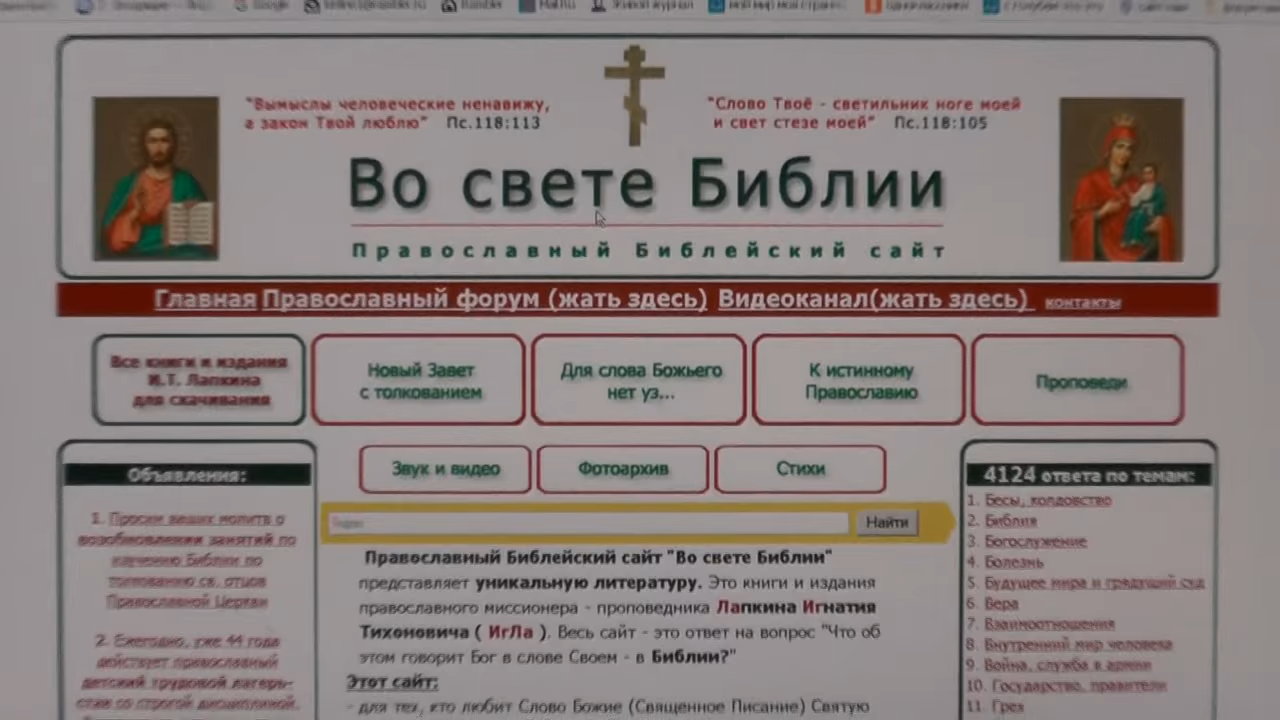 Google
Rambler
Mail.Ru
Живой журнал
"Вымыслы человеческие ненавижу,
а закон Твой люблю" Пс.118:113
"Слово Твоё - светильник ноге моей
и свет стезе моей" Пс.118:105
Во свете Библии
Православный Библейский сайт
Главная Православный форум (жать здесь) Видеоканал(жать здесь) контакты
Все книги и издания
И.Т. Лапкина
для скачивания
Новый Завет
с толкованием
Для слова Божьего
нет уз...
К истинному
Православию
Проповеди
Звук и видео
Фотоархив
Стихи
Объявления:
1. Просим ваших молитв о
возобновлении занятий по
изучению Библии по
толкованию св. отцов
Православной Церкви
2. Ежегодно, уже 44 года
действует православный
детский трудовой лагерь-
стан со строгой дисциплиной.
Найти
Православный Библейский сайт "Во свете Библии"
представляет уникальную литературу. Это книги и издания
православного миссионера - проповедника Лапкина Игнатия
Тихоновича ( ИгЛа ). Весь сайт - это ответ на вопрос "Что об
этом говорит Бог в слове Своем - в Библии?"
Этот сайт:
- для тех, кто любит Слово Божие (Священное Писание) Святую
4124 ответа по темам:
1. Бесы, колдовство
2. Библия
3. Богослужение
4. Болезнь
5. Будущее мира и грядущий суд
6. Вера
7. Взаимоотношения
8. Внутренний мир человека
9. Война, служба в армии
10. Государство, правители
11. Грех